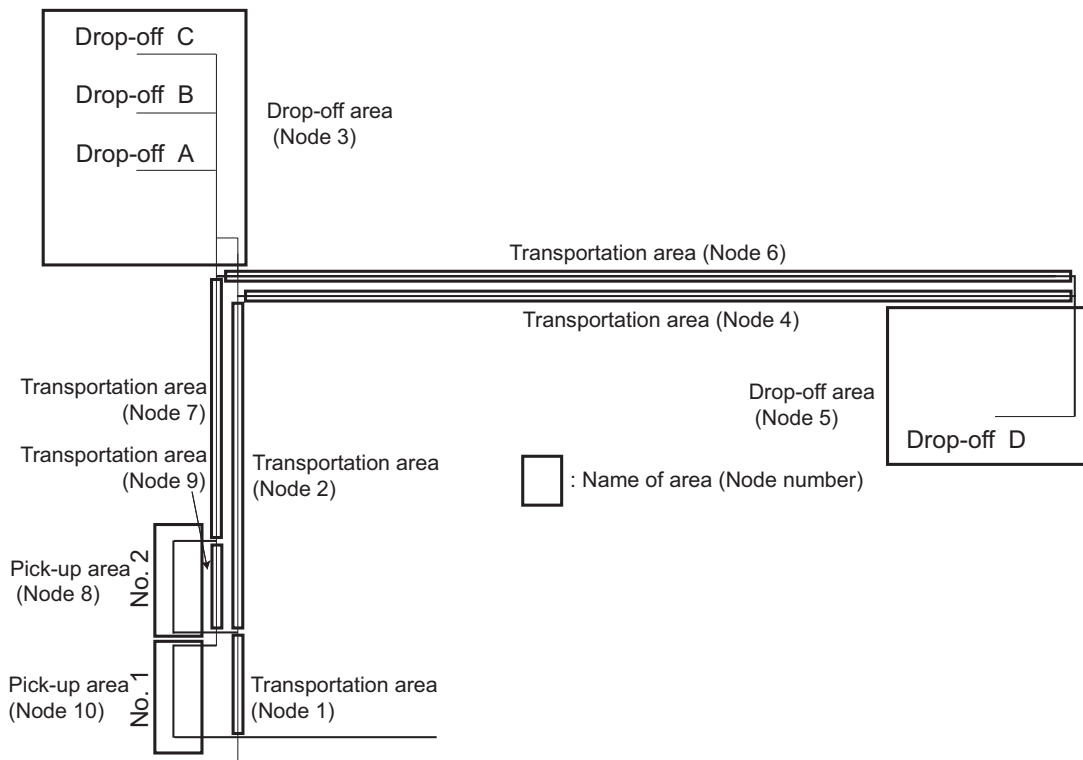 Drop-off C
Drop-off B
Drop-off A
Drop-off area
(Node 3)
Transportation area (Node 6)
Transportation area (Node 4)
Transportation area
(Node 7)
Transportation area
(Node 9)
Transportation area
(Node 2)
Drop-off area
(Node 5)
Drop-off D
: Name of area (Node number)
Pick-up area
(Node 8)
No. 2
Pick-up area
(Node 10)
No. 1
Transportation area
(Node 1)